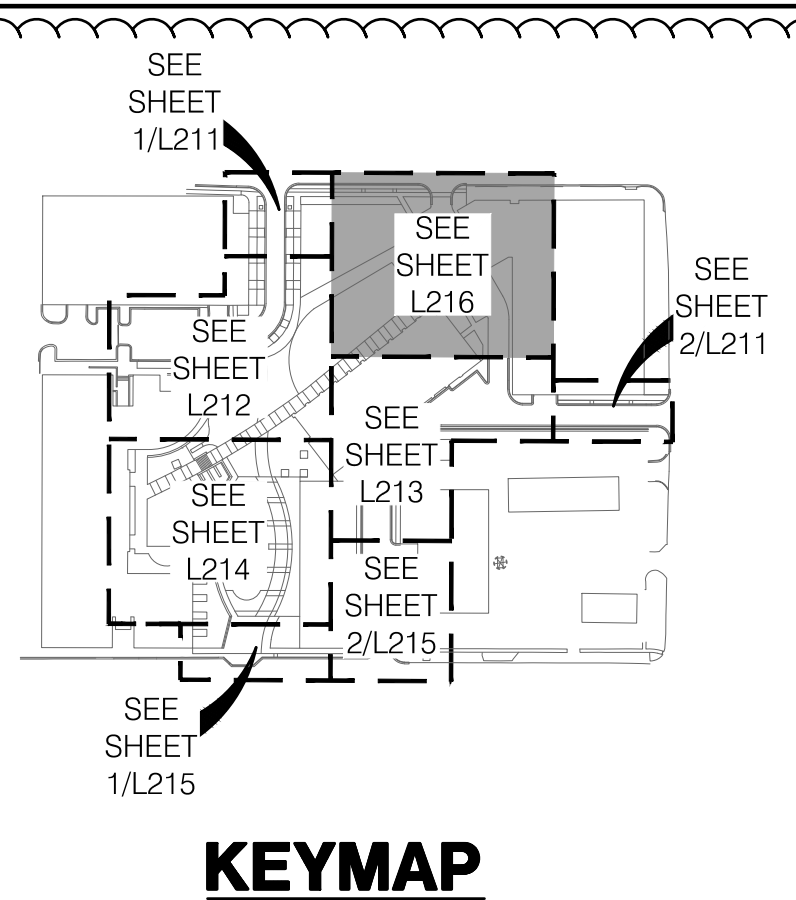 SEE
SHEET
1/L211
SEE
SHEET
L216
SEE
SHEET
2/L211
SEE
SHEET
L212
SEE
SHEET
L213
SEE
SHEET
L214
SEE
SHEET
2/L215
SEE
SHEET
1/L215
KEYMAP